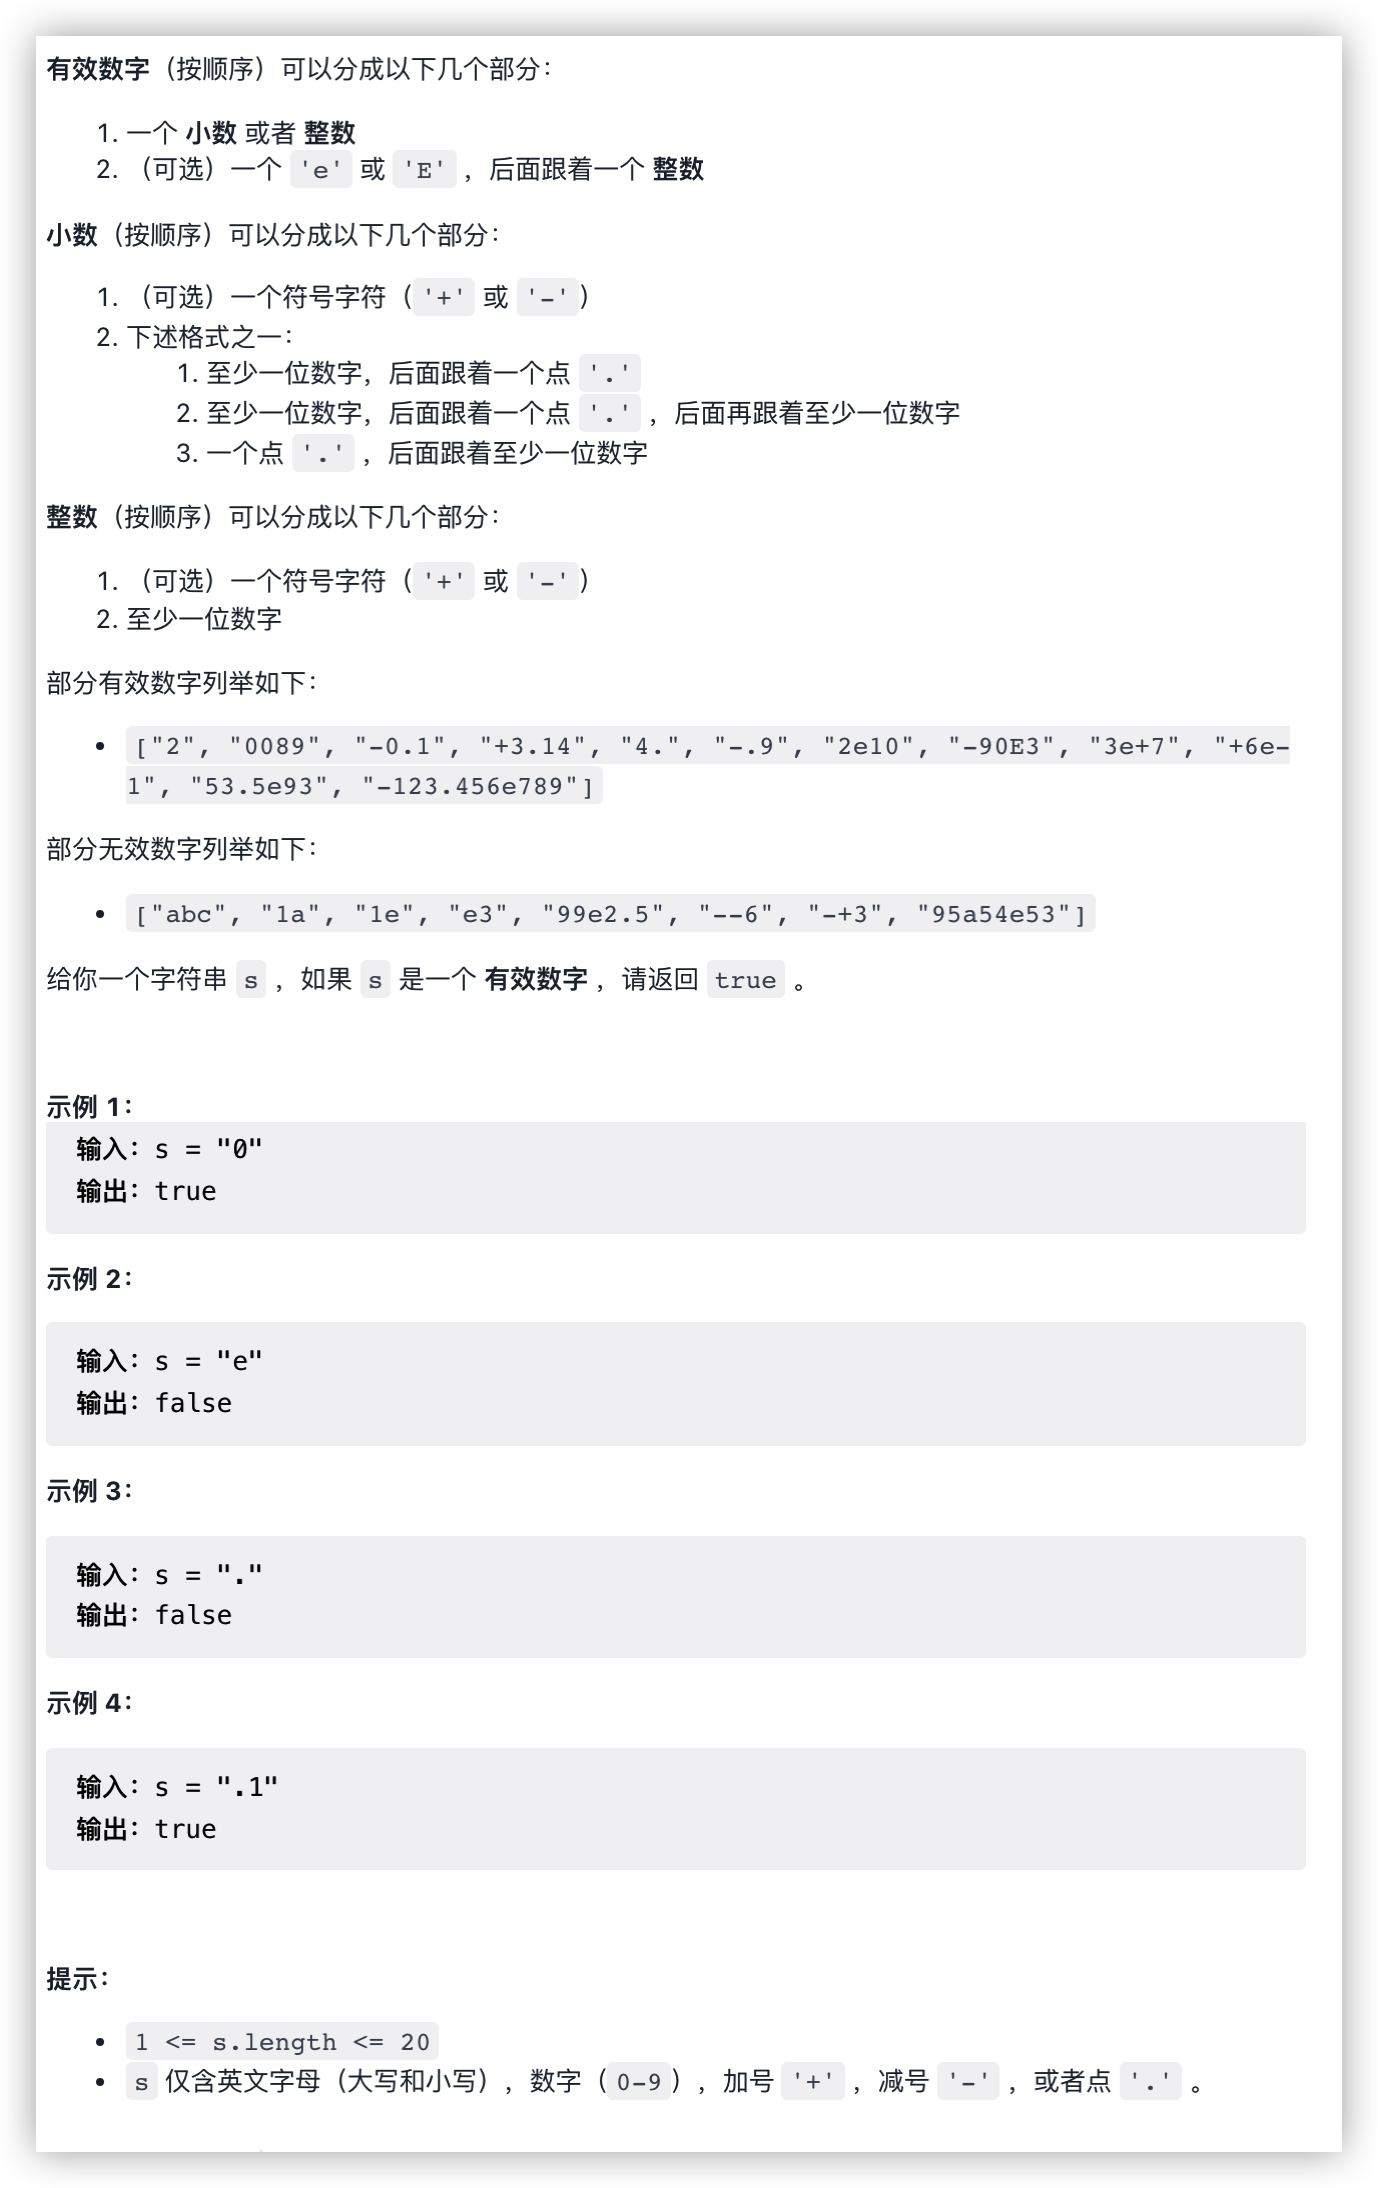 有效数字（按顺序）可以分成以下几个部分：
1. 一个 小数 或者 整数
2. （可选）一个 'e' 或 'E' ，后面跟着一个 整数
小数（按顺序）可以分成以下几个部分：
1. （可选）一个符号字符（'+' 或 '-'）
2. 下述格式之一：
1. 至少一位数字，后面跟着一个点 '.'
2. 至少一位数字，后面跟着一个点 '.' ，后面再跟着至少一位数字
3. 一个点 '.' ，后面跟着至少一位数字
整数（按顺序）可以分成以下几个部分：
1. （可选）一个符号字符（'+' 或 '-'）
2. 至少一位数字
部分有效数字列举如下：
• ["2", "0089", "-0.1", "+3.14", "4.", "-.9", "2e10", "-90E3", "3e+7", "+6e-
1", "53.5e93", "-123.456e789"]
部分无效数字列举如下：
• ["abc", "1a", "1e", "e3", "99e2.5", "--6", "-+3", "95a54e53"]
给你一个字符串 s ，如果 s 是一个 有效数字 ，请返回 true 。
示例 1：
输入：s = "0"
输出：true
示例 2：
输入：s = "e"
输出：false
示例 3：
输入：s = "."
输出：false
示例 4：
输入：s = ".1"
输出：true
提示：
• 1 <= s.length <= 20
• s 仅含英文字母（大写和小写），数字（0-9），加号 '+' ，减号 '-' ，或者点 '.' 。